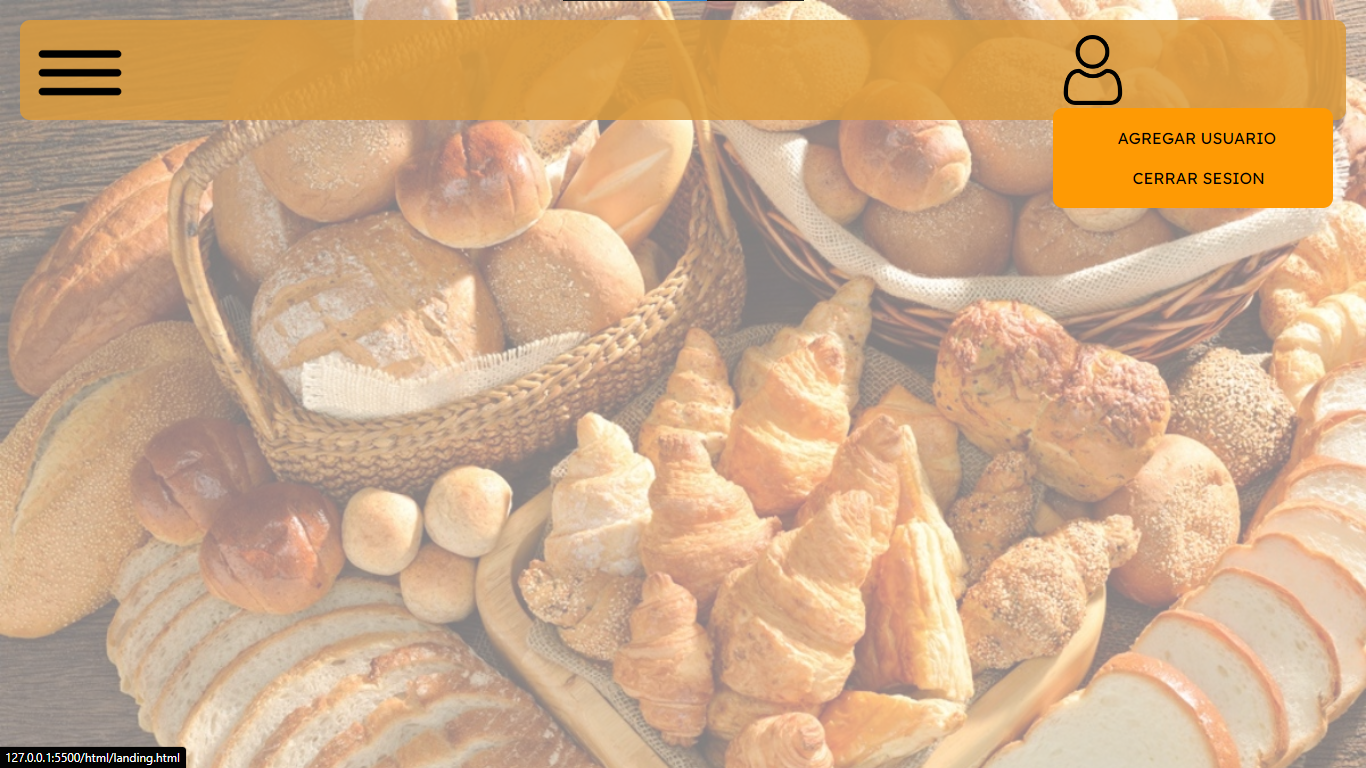 AGREGAR USUARIO
CERRAR SESION
127.0.0.1:5500/html/landing.html